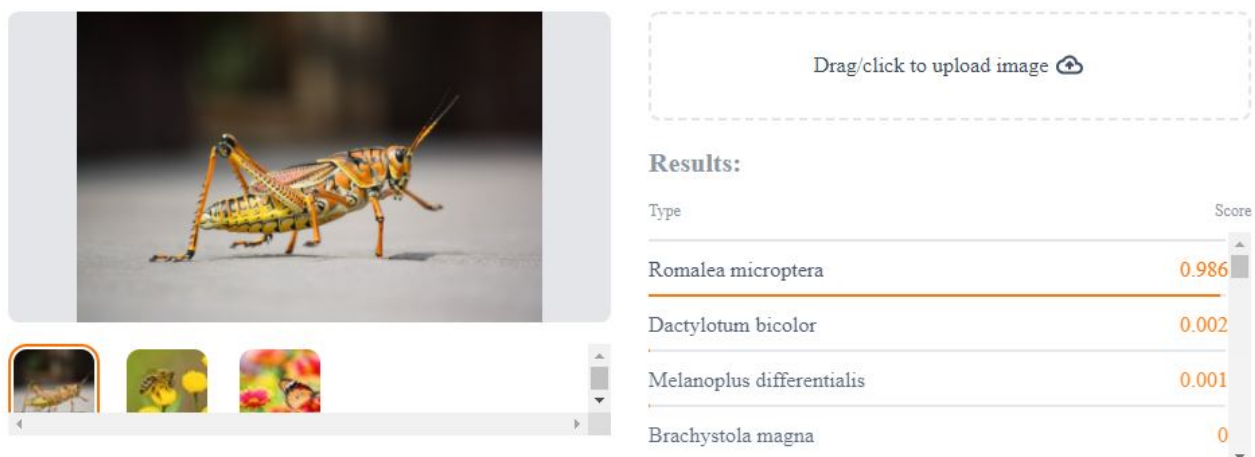 Drag/click to upload image
Results:
Type Score
Romalea microptera 0.986
Dactylotum bicolor 0.002
Melanoplus differentialis 0.001
Brachystola magna 0